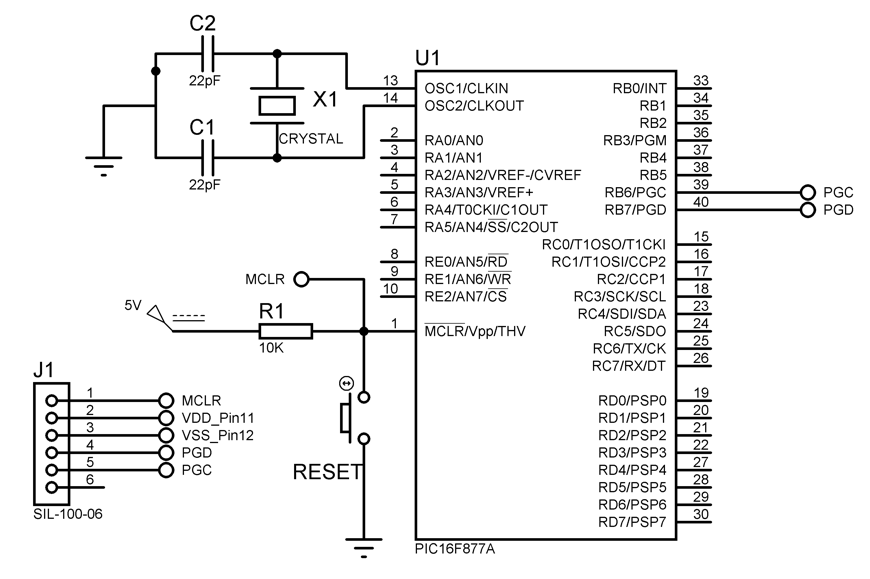 C2
22pF
X1
CRYSTAL
C1
22pF
U1
13 OSC1/CLKIN
14 OSC2/CLKOUT
2 RA0/AN0
3 RA1/AN1
4 RA2/AN2/VREF-/CVREF
5 RA3/AN3/VREF+
6 RA4/T0CKI/C1OUT
7 RA5/AN4/SS/C2OUT
8 RE0/AN5/RD
9 RE1/AN6/WR
10 RE2/AN7/CS
1 MCLR/Vpp/THV
RB0/INT 33
RB1 34
RB2 35
RB3/PGM 36
RB4 37
RB5 38
RB6/PGC 39 PGC
RB7/PGD 40 PGD
RC0/T1OSO/T1CKI 15
RC1/T1OSI/CCP2 16
RC2/CCP1 17
RC3/SCK/SCL 18
RC4/SDI/SDA 23
RC5/SDO 24
RC6/TX/CK 25
RC7/RX/DT 26
RD0/PSP0 19
RD1/PSP1 20
RD2/PSP2 21
RD3/PSP3 22
RD4/PSP4 27
RD5/PSP5 28
RD6/PSP6 29
RD7/PSP7 30
PIC16F877A
MCLR
5V
R1
10K
RESET
J1
1 MCLR
2 VDD_Pin11
3 VSS_Pin12
4 PGD
5 PGC
6
SIL-100-06